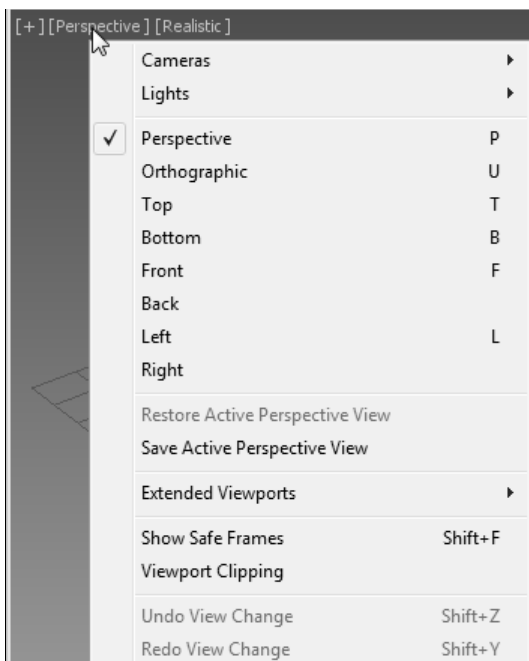 [+] [Perspective] [Realistic]
Cameras
Lights
Perspective P
Orthographic U
Top T
Bottom B
Front F
Back
Left L
Right
Restore Active Perspective View
Save Active Perspective View
Extended Viewports
Show Safe Frames Shift+F
Viewport Clipping
Undo View Change Shift+Z
Redo View Change Shift+Y